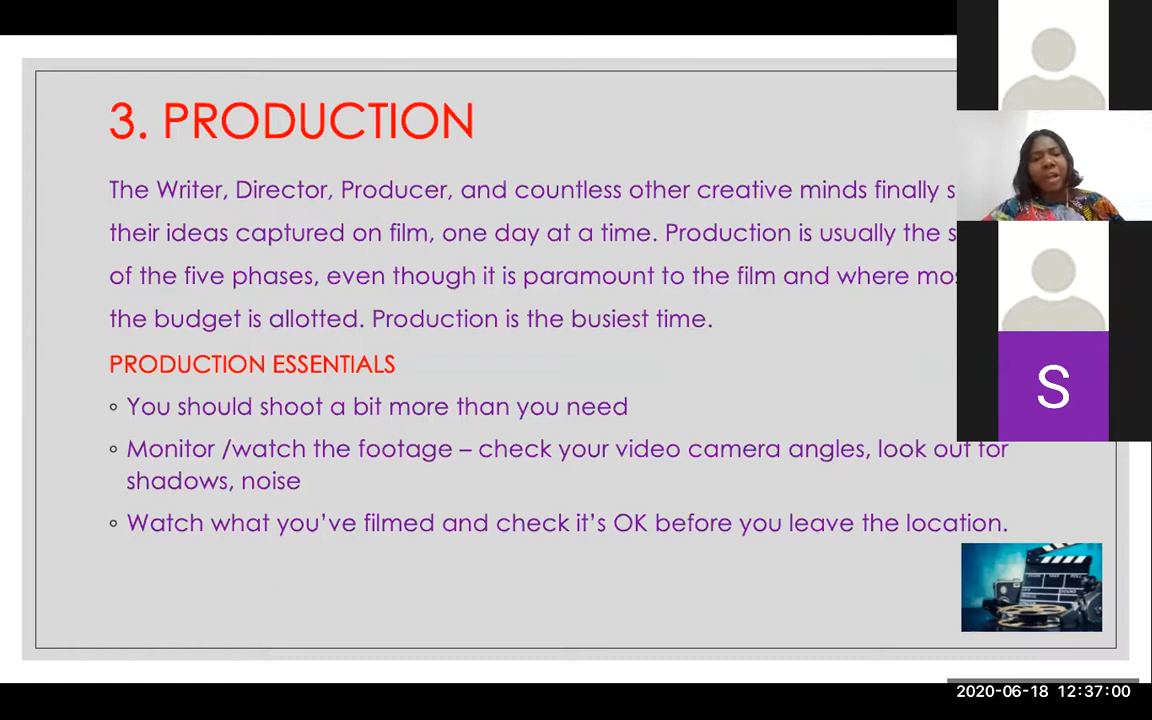 3. PRODUCTION
The Writer, Director, Producer, and countless other creative minds finally
their ideas captured on film, one day at a time. Production is usually the
of the five phases, even though it is paramount to the film and where
the budget is allotted. Production is the busiest time.
PRODUCTION ESSENTIALS
You should shoot a bit more than you need
Monitor /watch the footage – check your video camera angles, look out for
shadows, noise
Watch what you've filmed and check it's OK before you leave the location.
S
2020-06-18 12:37:00